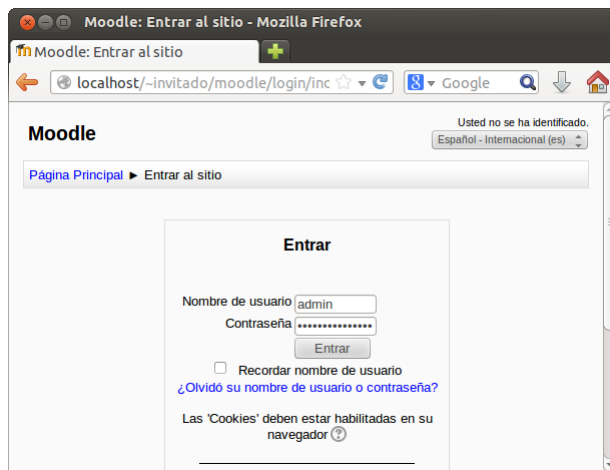 Moodle: Entrar al sitio - Mozilla Firefox
Moodle: Entrar al sitio
localhost/~invitado/moodle/login/inc
Google
Usted no se ha identificado.
Moodle
Español - Internacional (es)
Página Principal ► Entrar al sitio
Entrar
Nombre de usuario admin
Contraseña •••••••••••••••
Entrar
Recordar nombre de usuario
¿Olvidó su nombre de usuario o contraseña?
Las 'Cookies' deben estar habilitadas en su
navegador